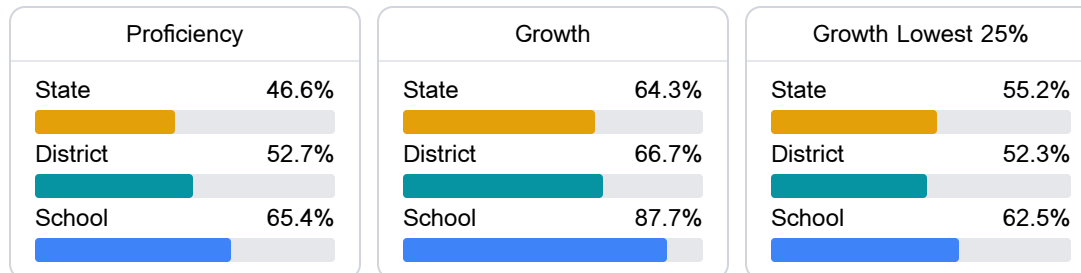 Proficiency
State 46.6%
District 52.7%
School 65.4%
Growth
State 64.3%
District 66.7%
School 87.7%
Growth Lowest 25%
State 55.2%
District 52.3%
School 62.5%